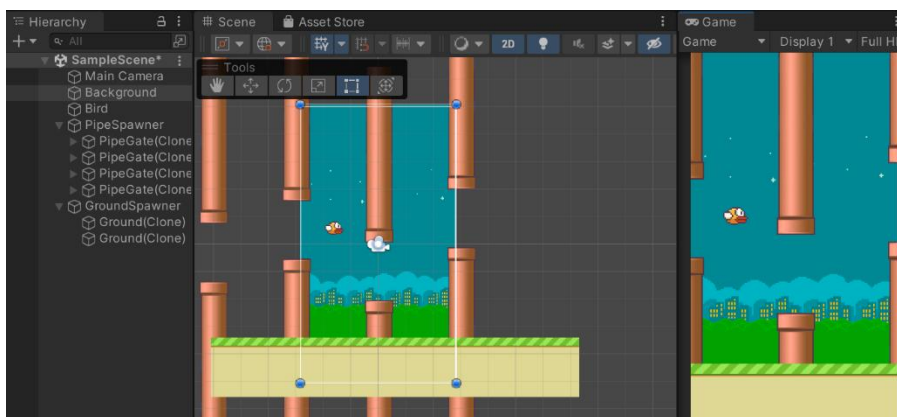 Hierarchy
All
SampleScene*
Main Camera
Background
Bird
PipeSpawner
PipeGate(Clone
PipeGate(Clone
PipeGate(Clone
PipeGate(Clone
GroundSpawner
Ground(Clone)
Ground(Clone)
Scene Asset Store
2D
Tools
Game
Game Display 1 Full H